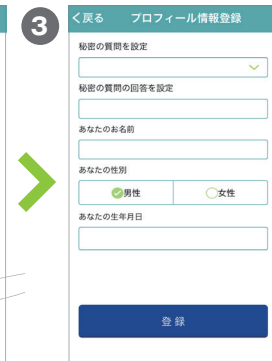 3
く戻る プロフィール情報登録
秘密の質問を設定
秘密の質問の回答を設定
あなたのお名前
あなたの性別
男性 女性
あなたの生年月日
登録